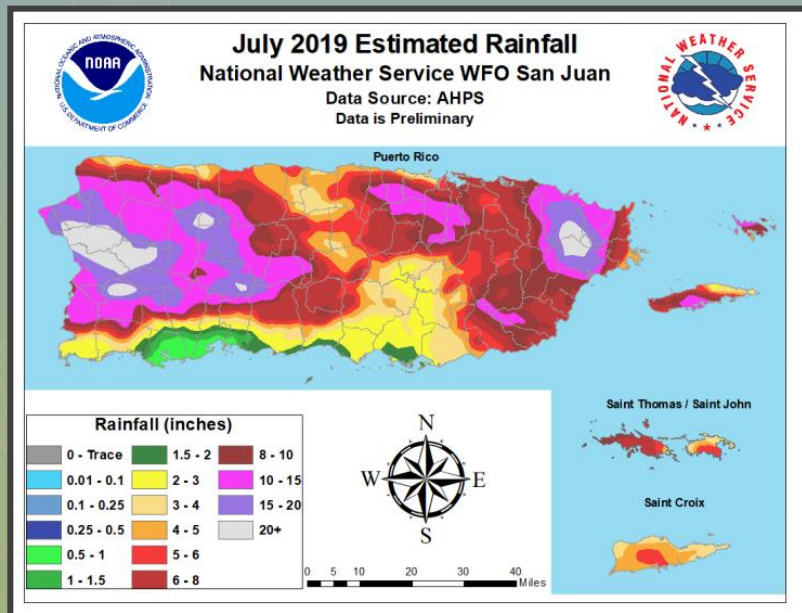 July 2019 Estimated Rainfall
National Weather Service WFO San Juan
Data Source: AHPS
Data is Preliminary
NATIONAL OCEANIC AND ATMOSPHERIC ADMINISTRATION
NOAA
U.S. DEPARTMENT OF COMMERCE
NATIONAL WEATHER SERVICE
Puerto Rico
Saint Thomas / Saint John
Saint Croix
Rainfall (inches)
0 - Trace
0.01 - 0.1
0.1 - 0.25
0.25 - 0.5
0.5 - 1
1 - 1.5
1.5 - 2
2 - 3
3 - 4
4 - 5
5 - 6
6 - 8
8 - 10
10 - 15
15 - 20
20+
N
W E
S
0 5 10 20 30 40
Miles